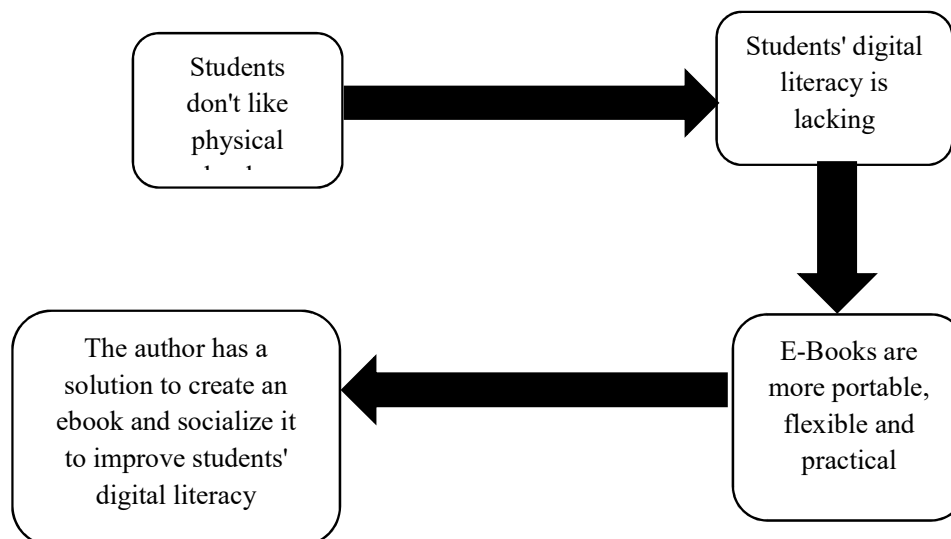 Students
don't like
physical
Students' digital
literacy is
lacking
E-Books are
more portable,
flexible and
practical
The author has a
solution to create an
ebook and socialize it
to improve students'
digital literacy